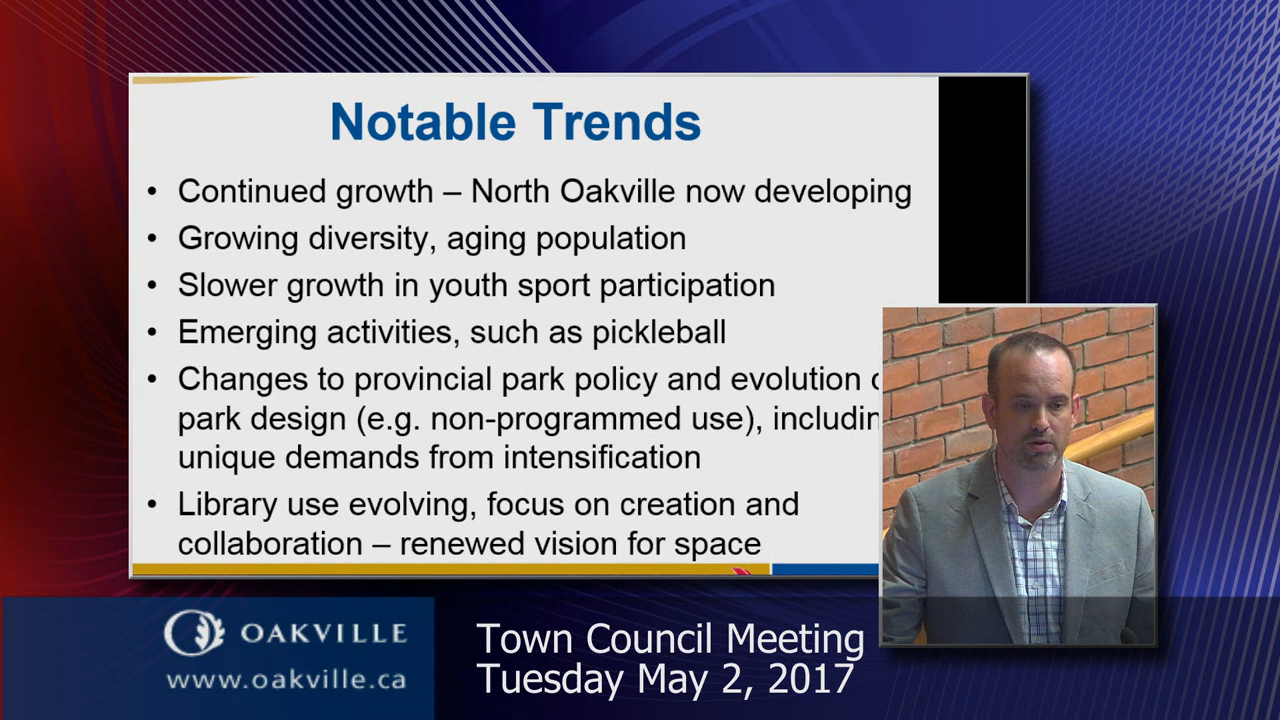 Notable Trends
• Continued growth – North Oakville now developing
• Growing diversity, aging population
• Slower growth in youth sport participation
• Emerging activities, such as pickleball
• Changes to provincial park policy and evolution
park design (e.g. non-programmed use), includin
unique demands from intensification
• Library use evolving, focus on creation and
collaboration – renewed vision for space
OAKVILLE
www.oakville.ca
Town Council Meeting
Tuesday May 2, 2017